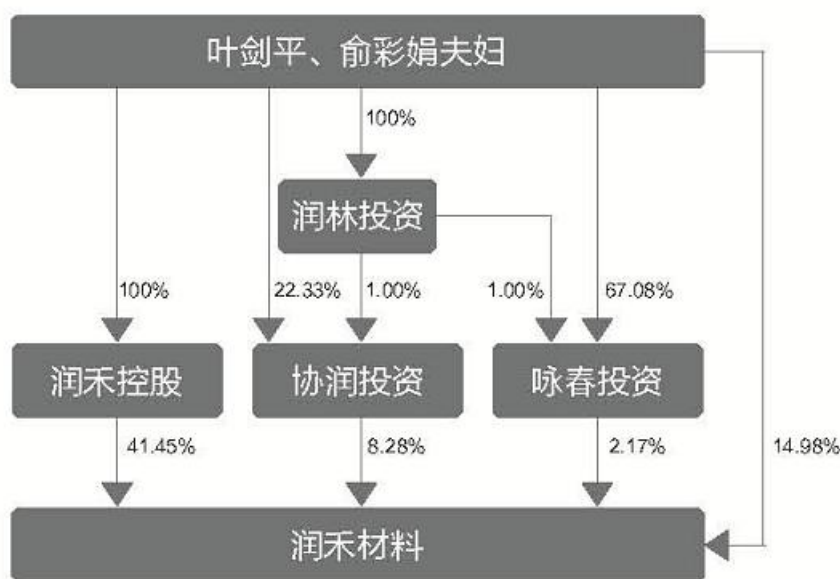 叶剑平、俞彩娟夫妇
100%
润林投资
100%
22.33%
1.00%
1.00%
67.08%
润禾控股
协润投资
咏春投资
41.45%
8.28%
2.17%
14.98%
润禾材料